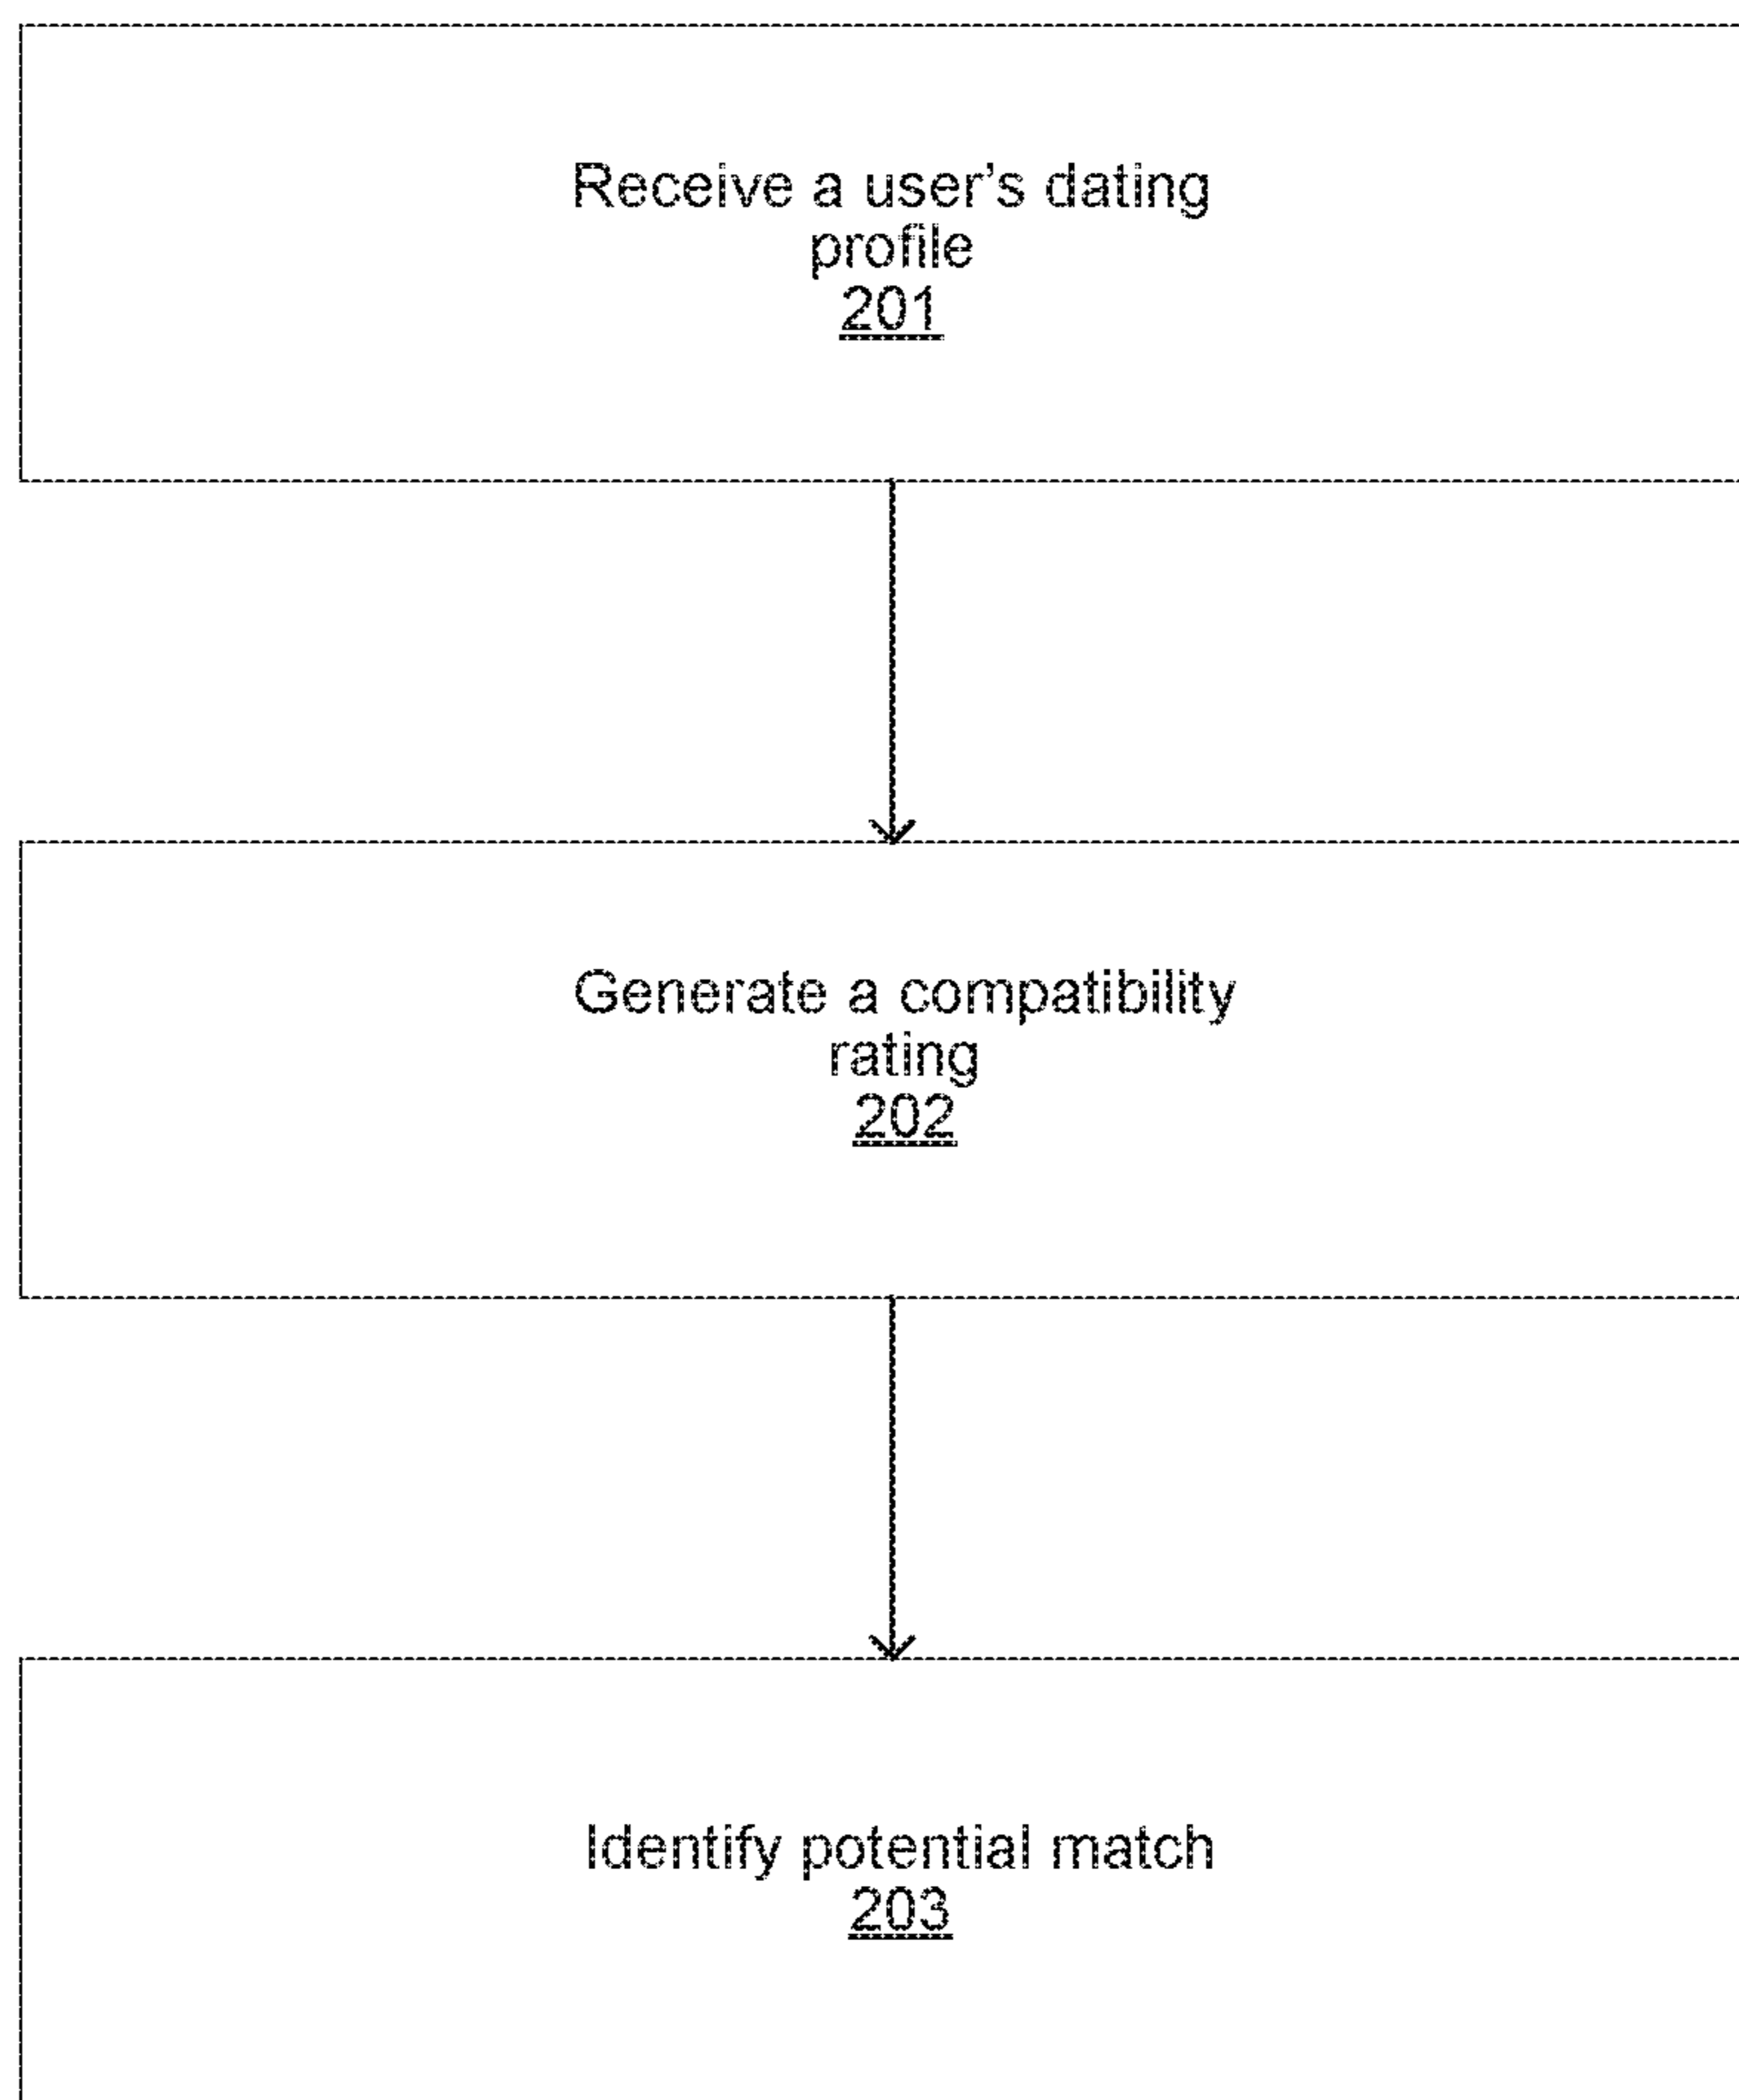 Receive a user's dating
profile
201
Generate a compatibility
rating
202
Identify potential match
203